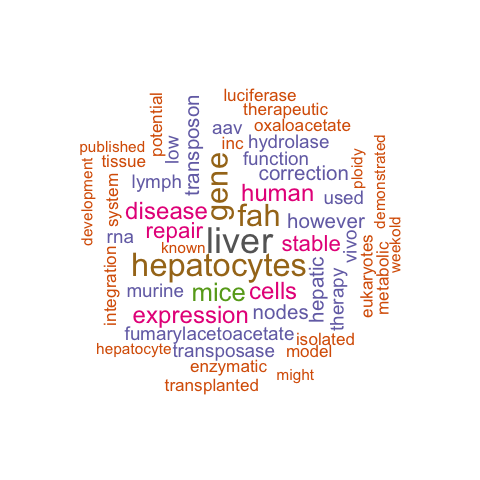 luciferase
therapeutic
potential
transposon
aav
oxaloacetate
published
tissue
low
inc
hydrolase
function
ploidy
demonstrated
development
system
lymph
gene
correction
human
used
disease
fah
however
rna
repair
known
liver
stable
vivo
eukaryotes
metabolic
weekold
integration
hepatocytes
hepatic
therapy
murine
mice
cells
expression
nodes
fumarylacetoacetate
isolated
hepatocyte
transposase
model
enzymatic
might
transplanted